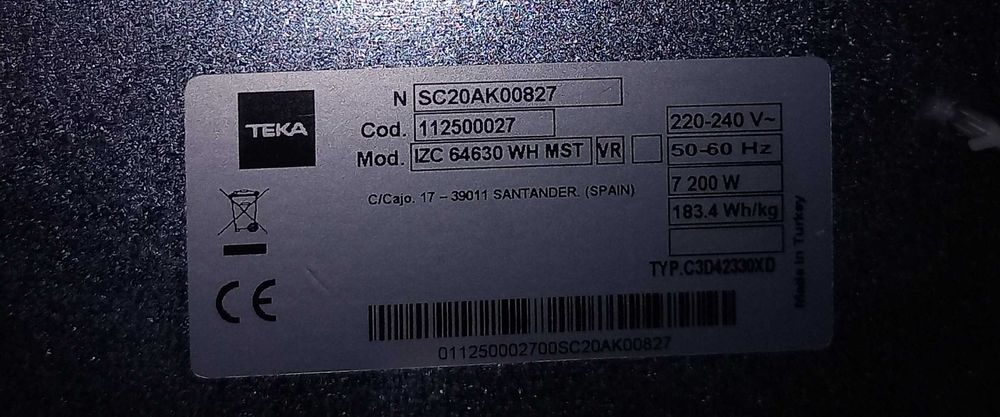 TEKA
N SC20AK00827
Cod. 112500027
Mod. IZC 64630 WH MST VR
C/Cajo. 17 – 39011 SANTANDER. (SPAIN)
220-240 V~
50-60 Hz
7 200 W
183.4 Wh/kg
TYP.C3D42330XD
Made in Turkey
CE
011250002700SC20AK00827